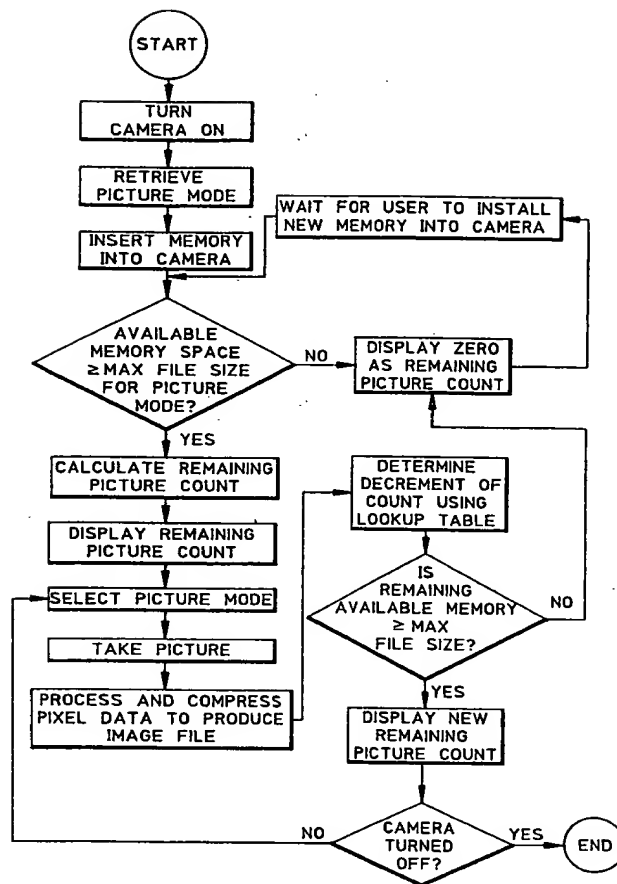 START
TURN
CAMERA ON
RETRIEVE
PICTURE MODE
INSERT MEMORY
INTO CAMERA
WAIT FOR USER TO INSTALL
NEW MEMORY INTO CAMERA
AVAILABLE
MEMORY SPACE
≥MAX FILE SIZE
FOR PICTURE
MODE?
NO
DISPLAY ZERO
AS REMAINING
PICTURE COUNT
YES
CALCULATE REMAINING
PICTURE COUNT
DISPLAY REMAINING
PICTURE COUNT
SELECT PICTURE MODE
TAKE PICTURE
PROCESS AND COMPRESS
PIXEL DATA TO PRODUCE
IMAGE FILE
DETERMINE
DECREMENT OF
COUNT USING
LOOKUP TABLE
IS
REMAINING
AVAILABLE MEMORY
≥ MAX
FILE SIZE?
NO
YES
DISPLAY NEW
REMAINING
PICTURE COUNT
CAMERA
TURNED
OFF?
NO
YES
END